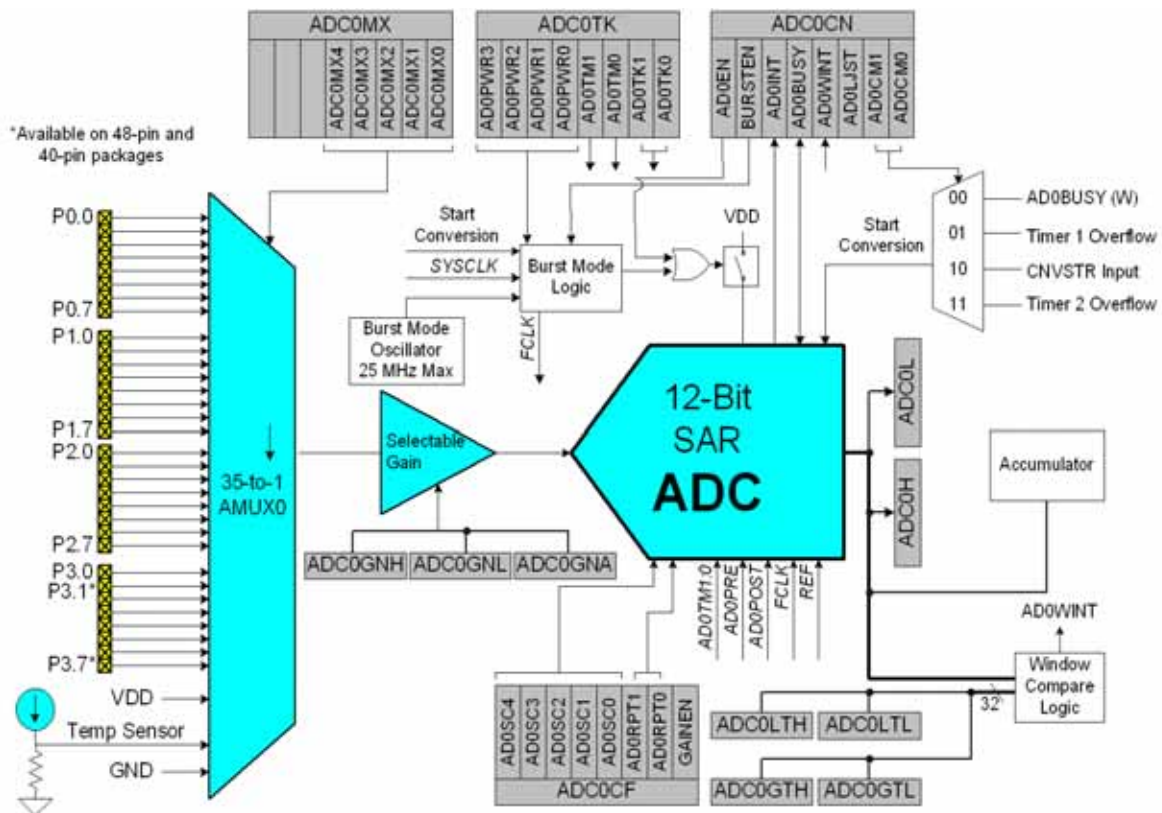 ADC0MX
ADC0MX4
ADC0MX3
ADC0MX2
ADC0MX1
ADC0MX0
ADC0TK
AD0PWR3
AD0PWR2
AD0PWR1
AD0PWR0
AD0TM1
AD0TM0
AD0TK1
AD0TK0
ADC0CN
AD0EN
BURSTEN
AD0INT
AD0BUSY
AD0WINT
AD0LJST
AD0CM1
AD0CM0
*Available on 48-pin and
40-pin packages
P0.0
P0.7
P1.0
P1.7
P2.0
P2.7
P3.0
P3.1*
P3.7*
VDD
Temp Sensor
GND
35-to-1
AMUX0
Start
Conversion
SYSCLK
Burst Mode
Logic
Burst Mode
Oscillator
25 MHz Max
FCLK
VDD
Start
Conversion
00
01
10
11
AD0BUSY (W)
Timer 1 Overflow
CNVSTR Input
Timer 2 Overflow
Selectable
Gain
12-Bit
SAR
ADC
ADC0L
ADC0H
Accumulator
ADC0GNH
ADC0GNL
ADC0GNA
AD0TM1:0
AD0PRE
AD0POST
FCLK
REF
AD0WINT
Window
Compare
Logic
32
ADC0LTH
ADC0LTL
ADC0GTH
ADC0GTL
AD0SC4
AD0SC3
AD0SC2
AD0SC1
AD0SC0
AD0RPT1
AD0RPT0
GAINEN
ADC0CF